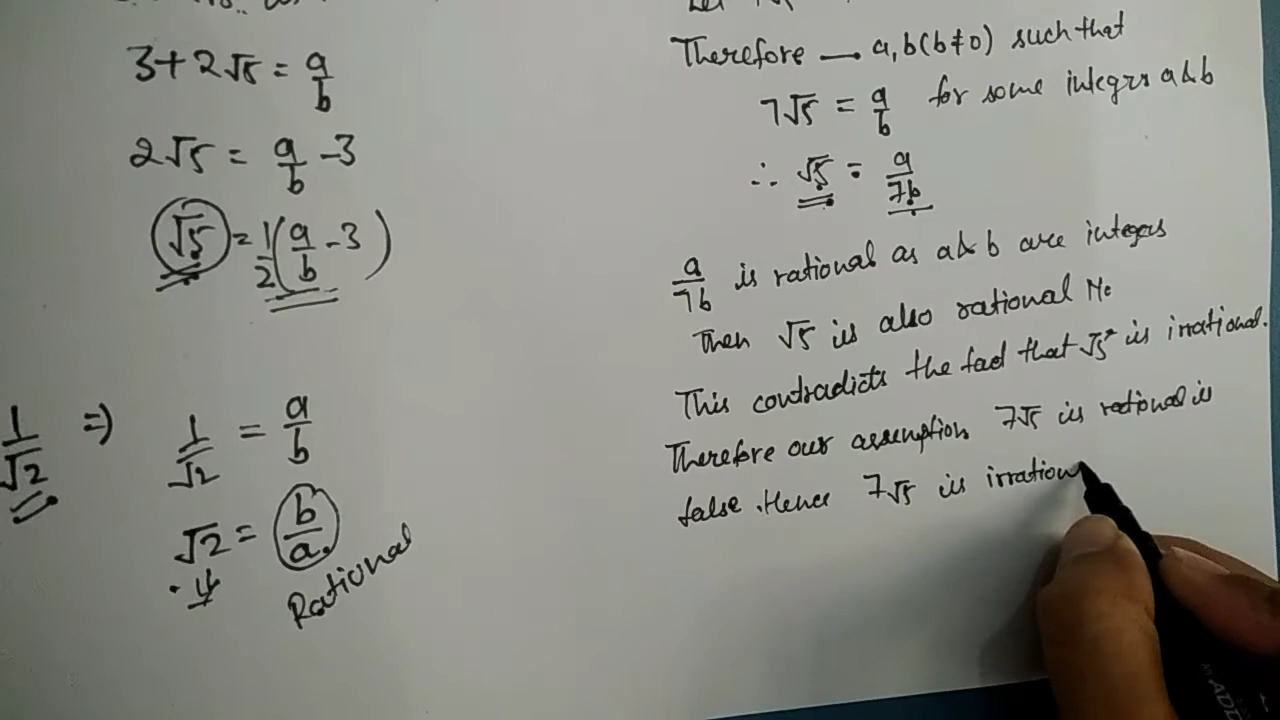 3+2√5 = a/b
2√5 = a/b -3
√5 = 1/2(a/b -3)
1/√2 => 1/√2 = a/b
√2 = b/a
Rational
Let
Therefore — a,b(b≠0) such that
7√5 = a/b for some integrs a&b
∴ √5 = a/7b
a/7b is rational as a& b are integers
Then √5 is also rational No
This contradicts the fact that √5 is irrational.
Therefore our assumption 7√5 is rational is
false. Hence 7√5 is irration